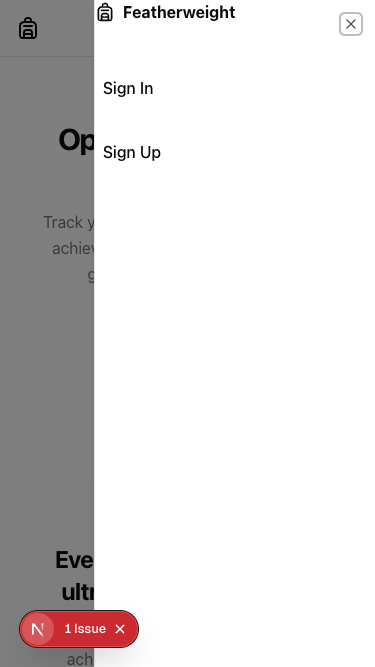 Featherweight
Sign In
Sign Up
Op
Track y
achiev
g
Eve
ultr
N 1 Issue
ach